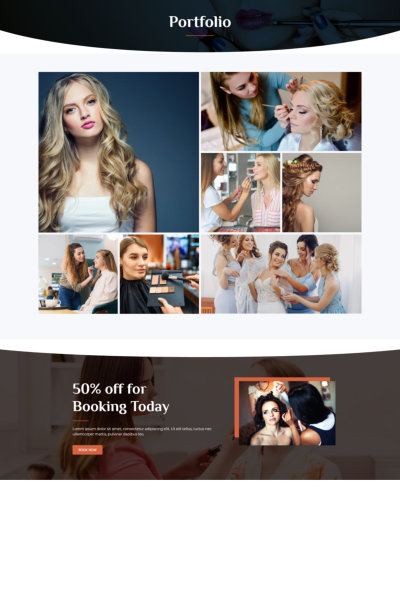 Portfolio
50% off for
Booking Today
Lorem ipsum dolor sit amet, consectetur adipiscing elit. Ut elit tellus, luctus nec
ullamcorper mattis, pulvinar dapibus leo.
BOOK NOW